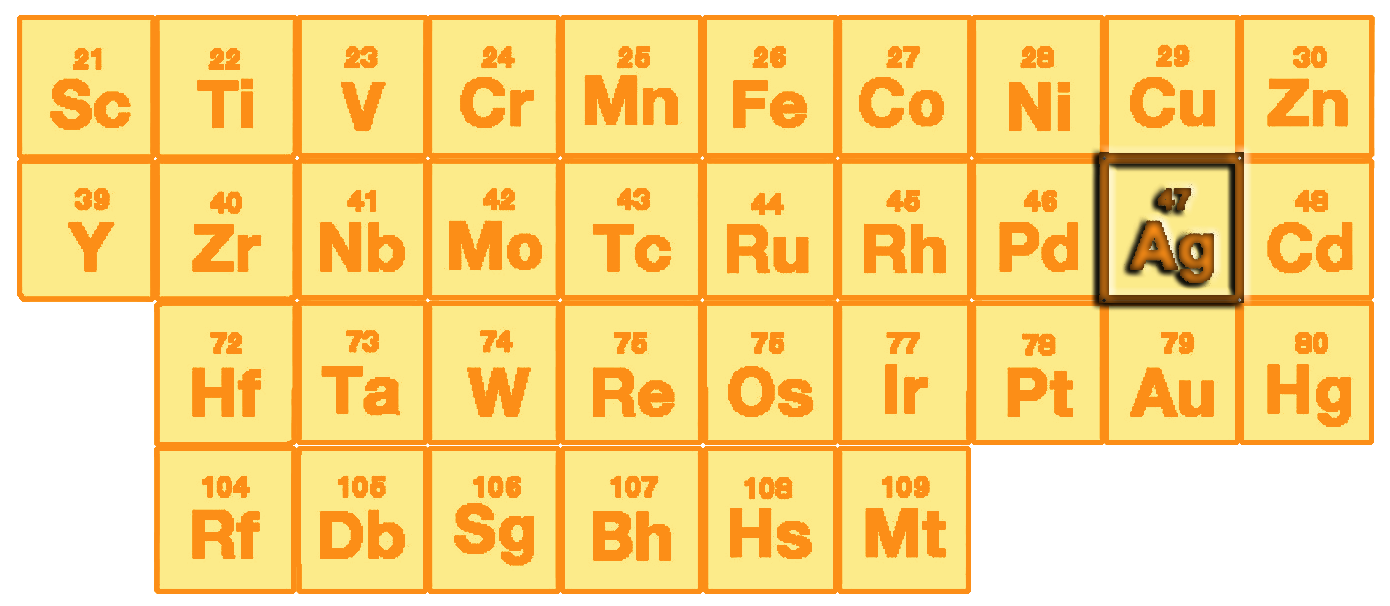 21 22 23 24 25 26 27 28 29 30
Sc Ti V Cr Mn Fe Co Ni Cu Zn
39 40 41 42 43 44 45 46 47 48
Y Zr Nb Mo Tc Ru Rh Pd Ag Cd
72 73 74 75 75 77 78 79 80
Hf Ta W Re Os Ir Pt Au Hg
104 105 106 107 108 109
Rf Db Sg Bh Hs Mt